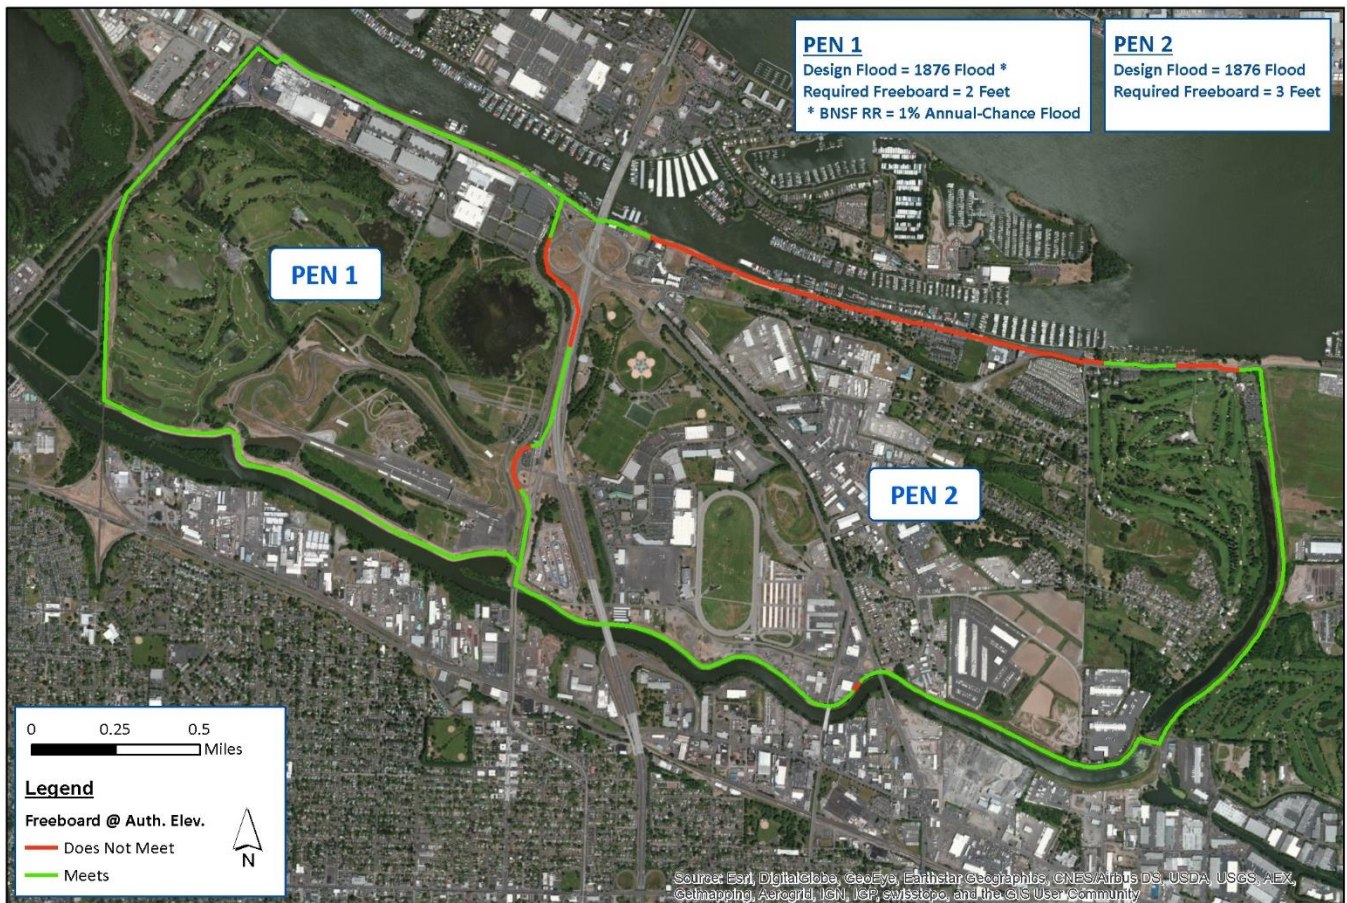 PEN 1
Design Flood = 1876 Flood *
Required Freeboard = 2 Feet
* BNSF RR = 1% Annual-Chance Flood
PEN 2
Design Flood = 1876 Flood
Required Freeboard = 3 Feet
PEN 1
PEN 2
0 0.25 0.5
Miles
Legend
Freeboard @ Auth. Elev.
Does Not Meet
Meets
N
Source: Esri, DigitalGlobe, GeoEye, Earthstar Geographics, CNES/Airbus DS, USDA, USGS, AEX,
Getmapping, Aerogrid, IGN, IGP, swisstopo, and the GIS User Community